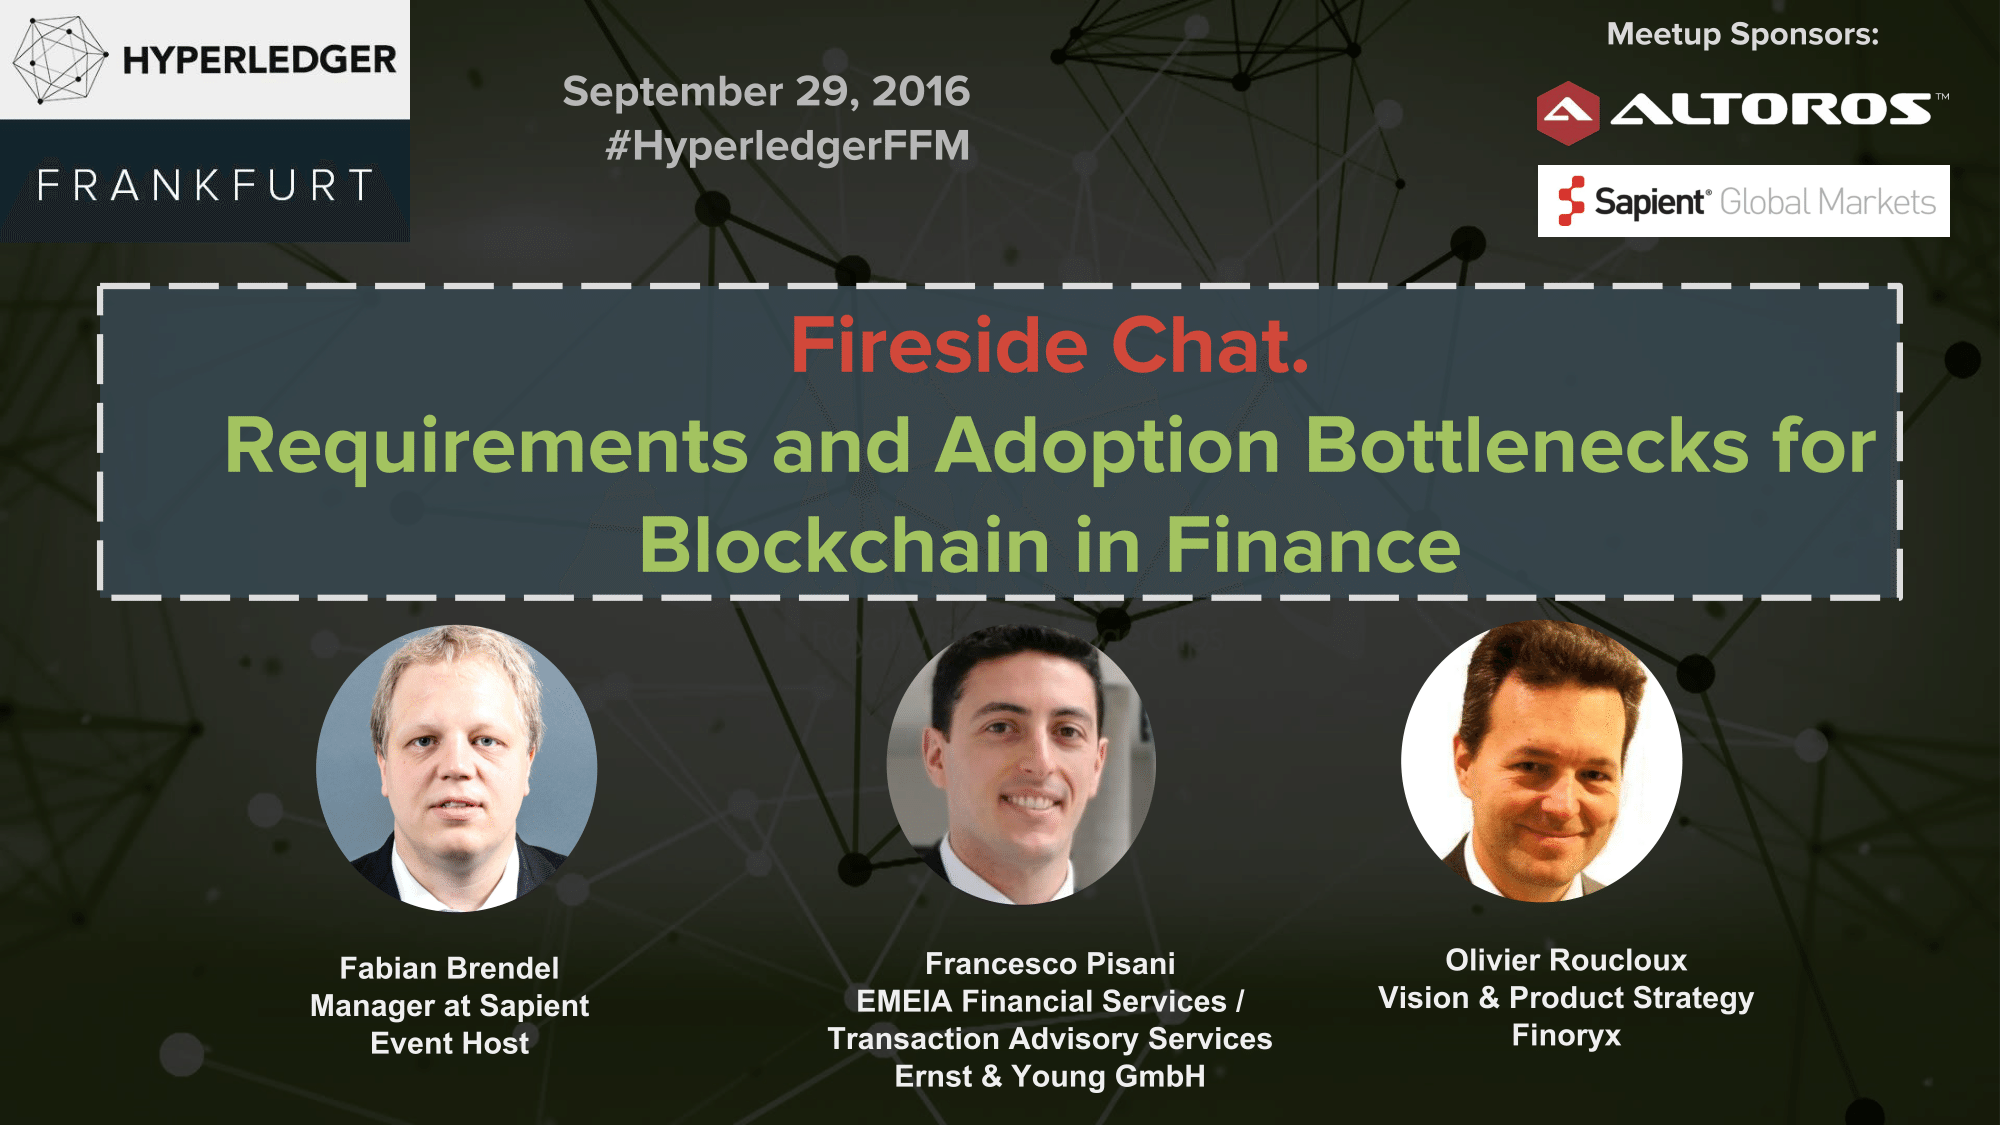 HYPERLEDGER
FRANKFURT
September 29, 2016
#HyperledgerFFM
Meetup Sponsors:
ALTOROS™
Sapient® Global Markets
Fireside Chat.
Requirements and Adoption Bottlenecks for
Blockchain in Finance
Fabian Brendel
Manager at Sapient
Event Host
Francesco Pisani
EMEIA Financial Services /
Transaction Advisory Services
Ernst & Young GmbH
Olivier Roucloux
Vision & Product Strategy
Finoryx